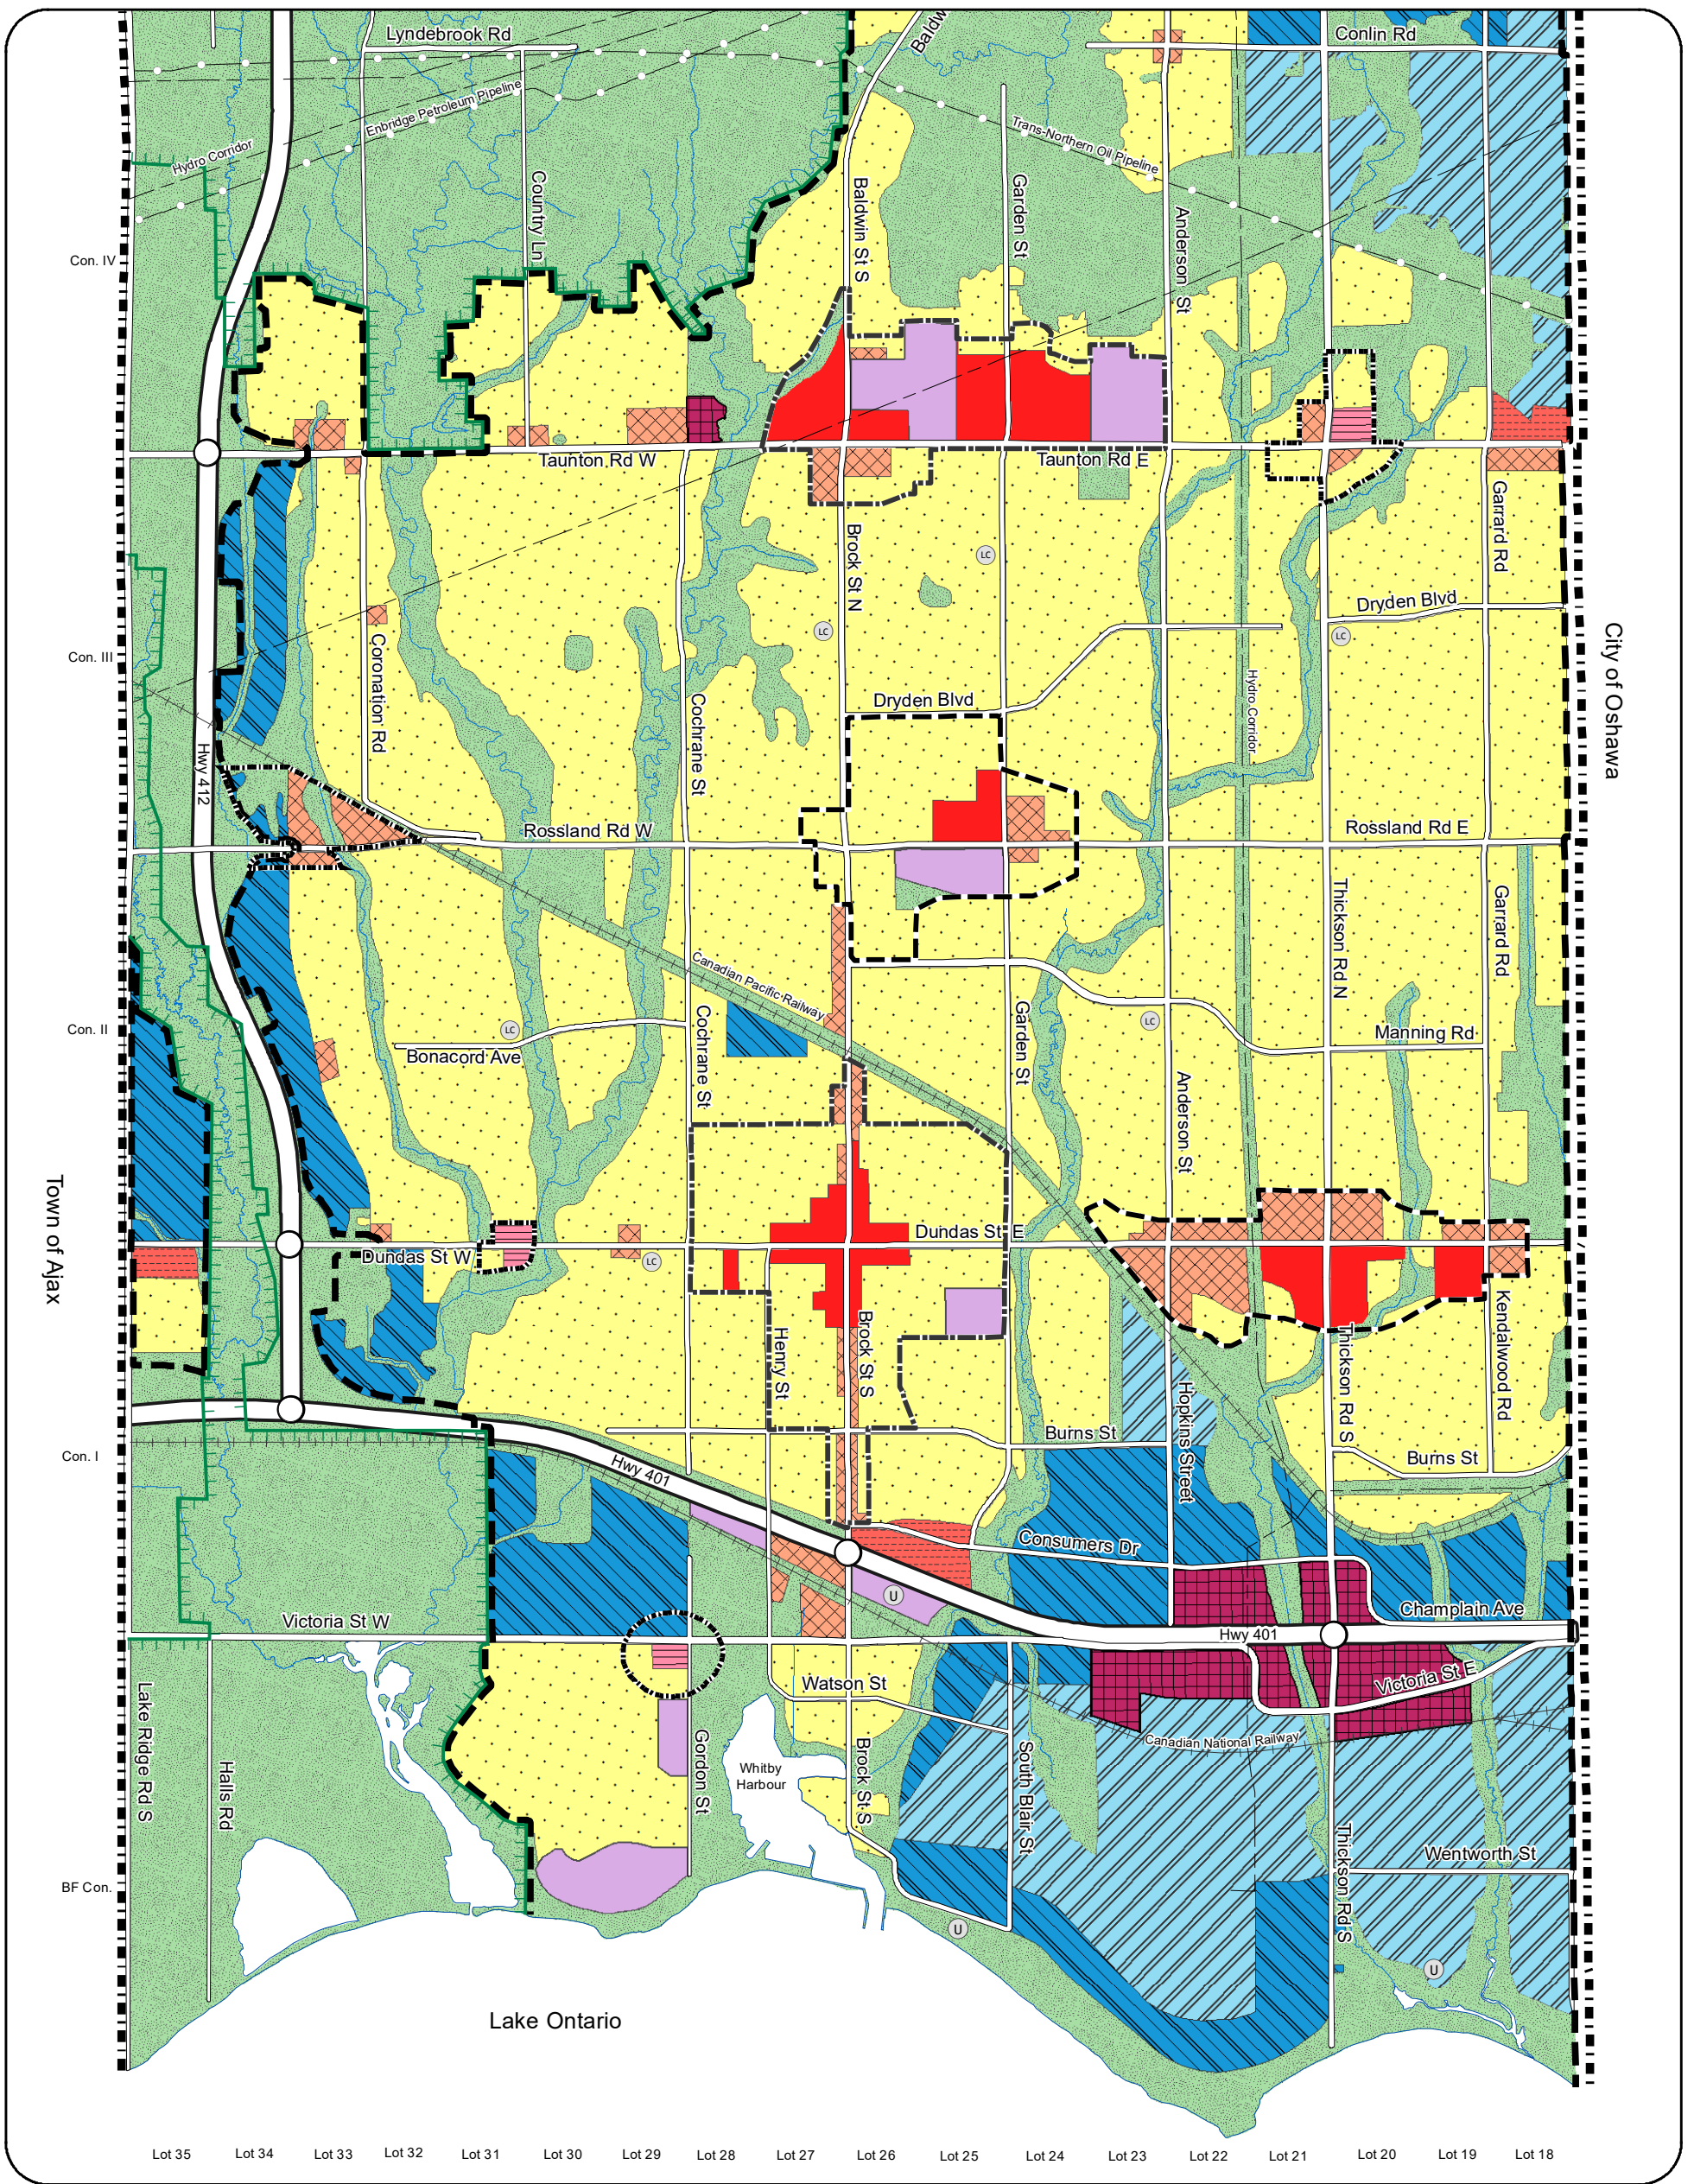 Lyndebrook Rd
Baldw
Conlin Rd
Enbridge Petroleum Pipeline
Hydro Corridor
Trans-Northern Oil Pipeline
Country Ln
Baldwin St S
Garden St
Anderson St
Con. IV
Taunton Rd W
Taunton Rd E
Garrard Rd
Brock St N
LC
LC
LC
Dryden Blvd
Con. III
Coronation Rd
Hydro Corridor
City of Oshawa
Cochrane St
Dryden Blvd
Hwy 412
Rossland Rd W
Rossland Rd E
Thickson Rd N
Garrard Rd
Canadian Pacific Railway
Con. II
LC
LC
Bonacord Ave
Cochrane St
Garden St
Manning Rd
Anderson St
Town of Ajax
Dundas St W
Dundas St E
LC
Henry St
Brock St S
Thickson Rd S
Kendalwood Rd
Hopkins Street
Con. I
Burns St
Burns St
Hwy 401
Consumers Dr
U
Champlain Ave
Victoria St W
Hwy 401
Victoria St E
Watson St
Lake Ridge Rd S
Halls Rd
Gordon St
Whitby
Harbour
Brock St S
South Blair St
Canadian National Railway
Thickson Rd S
Wentworth St
BF Con.
U
U
Lake Ontario
Lot 35
Lot 34
Lot 33
Lot 32
Lot 31
Lot 30
Lot 29
Lot 28
Lot 27
Lot 26
Lot 25
Lot 24
Lot 23
Lot 22
Lot 21
Lot 20
Lot 19
Lot 18